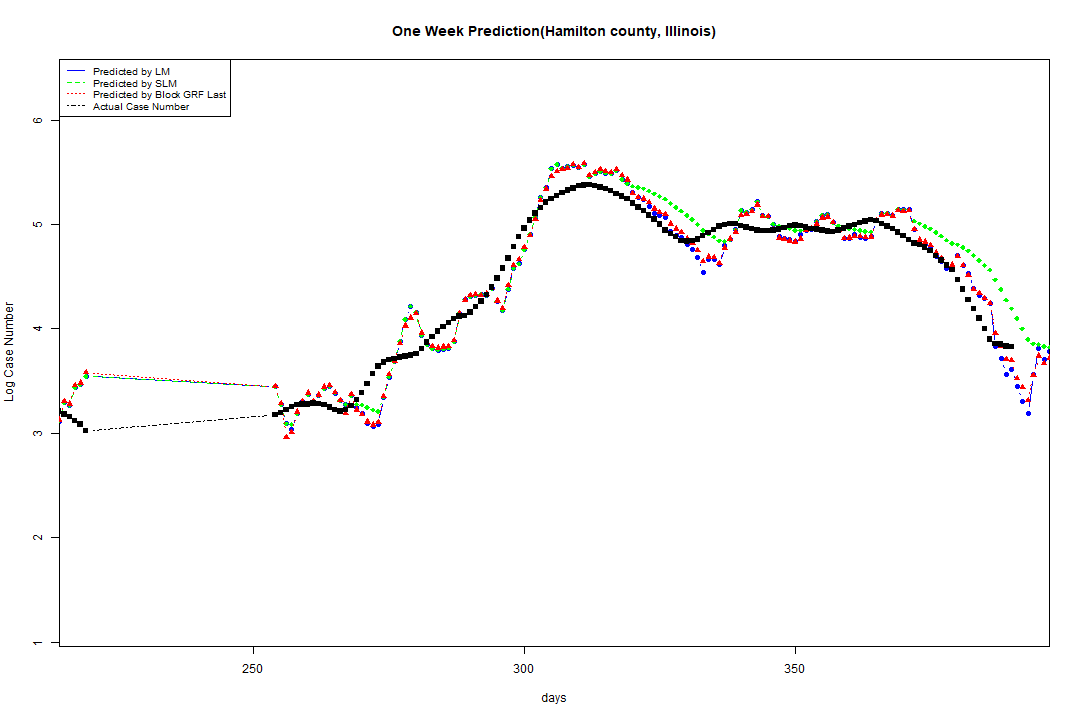 One Week Prediction(Hamilton county, Illinois)
Predicted by LM
Predicted by SLM
Predicted by Block GRF Last
Actual Case Number
6
5
4
3
2
1
Log Case Number
250
300
350
days